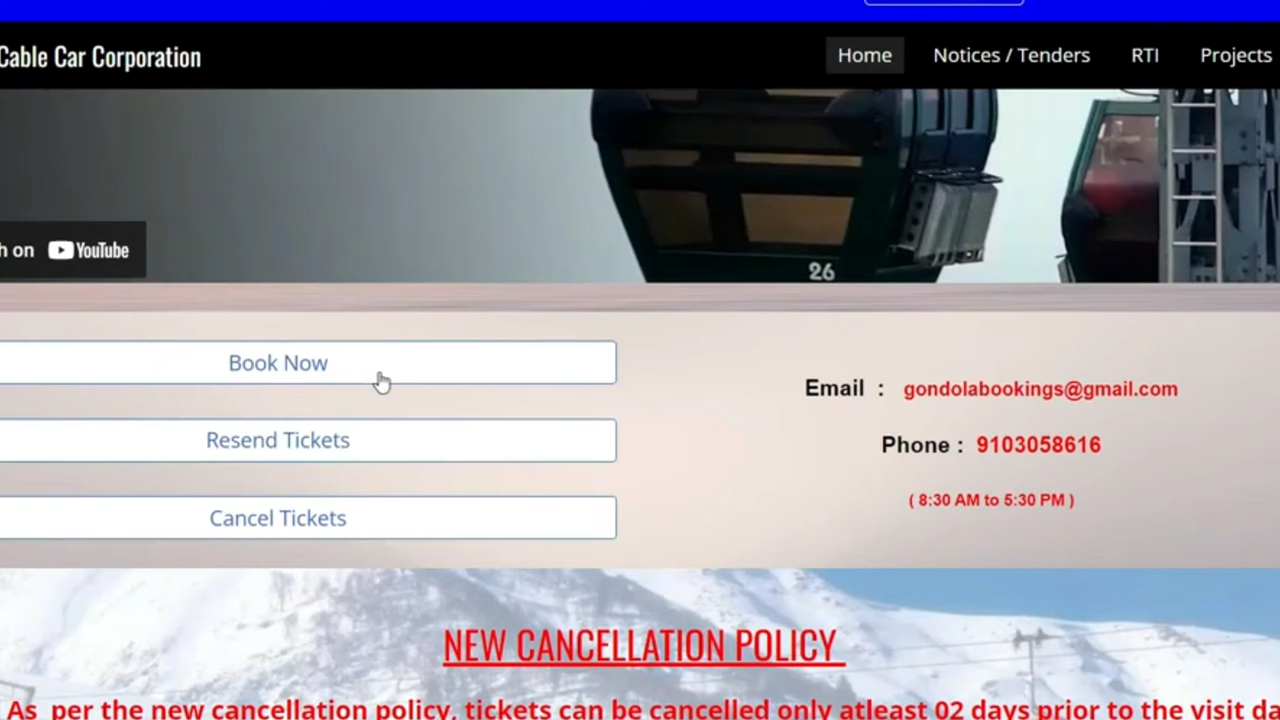 Cable Car Corporation
Home
Notices / Tenders
RTI
Projects
on YouTube
26
Book Now
Resend Tickets
Cancel Tickets
Email : gondolabookings@gmail.com
Phone : 9103058616
( 8:30 AM to 5:30 PM )
NEW CANCELLATION POLICY
As per the new cancellation policy, tickets can be cancelled only atleast 02 days prior to the visit